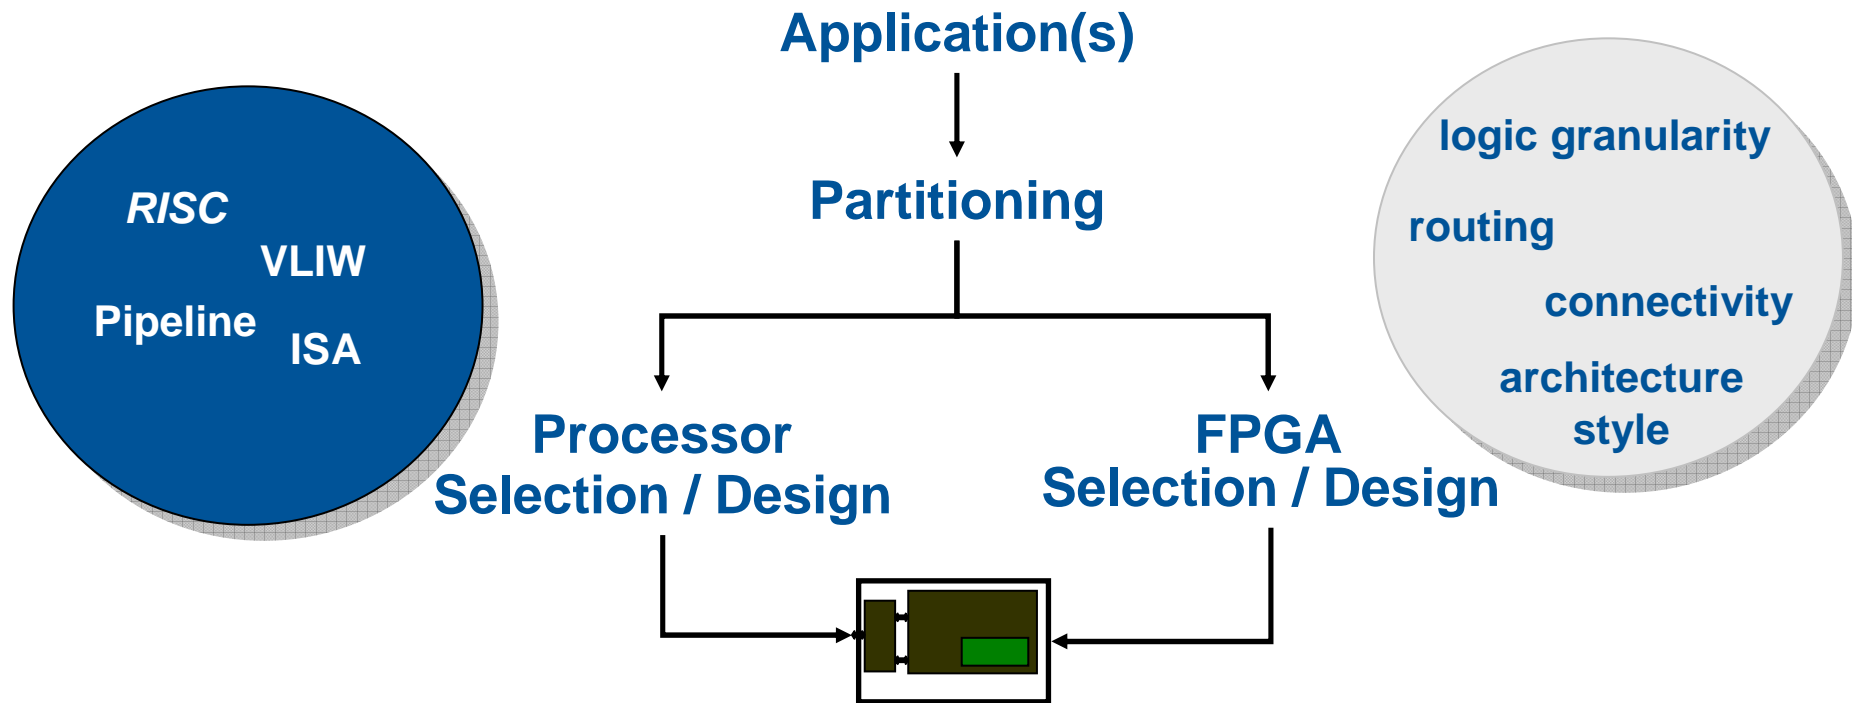 Application(s)
Partitioning
Processor
Selection / Design
FPGA
Selection / Design
RISC
VLIW
Pipeline
ISA
logic granularity
routing
connectivity
architecture
style